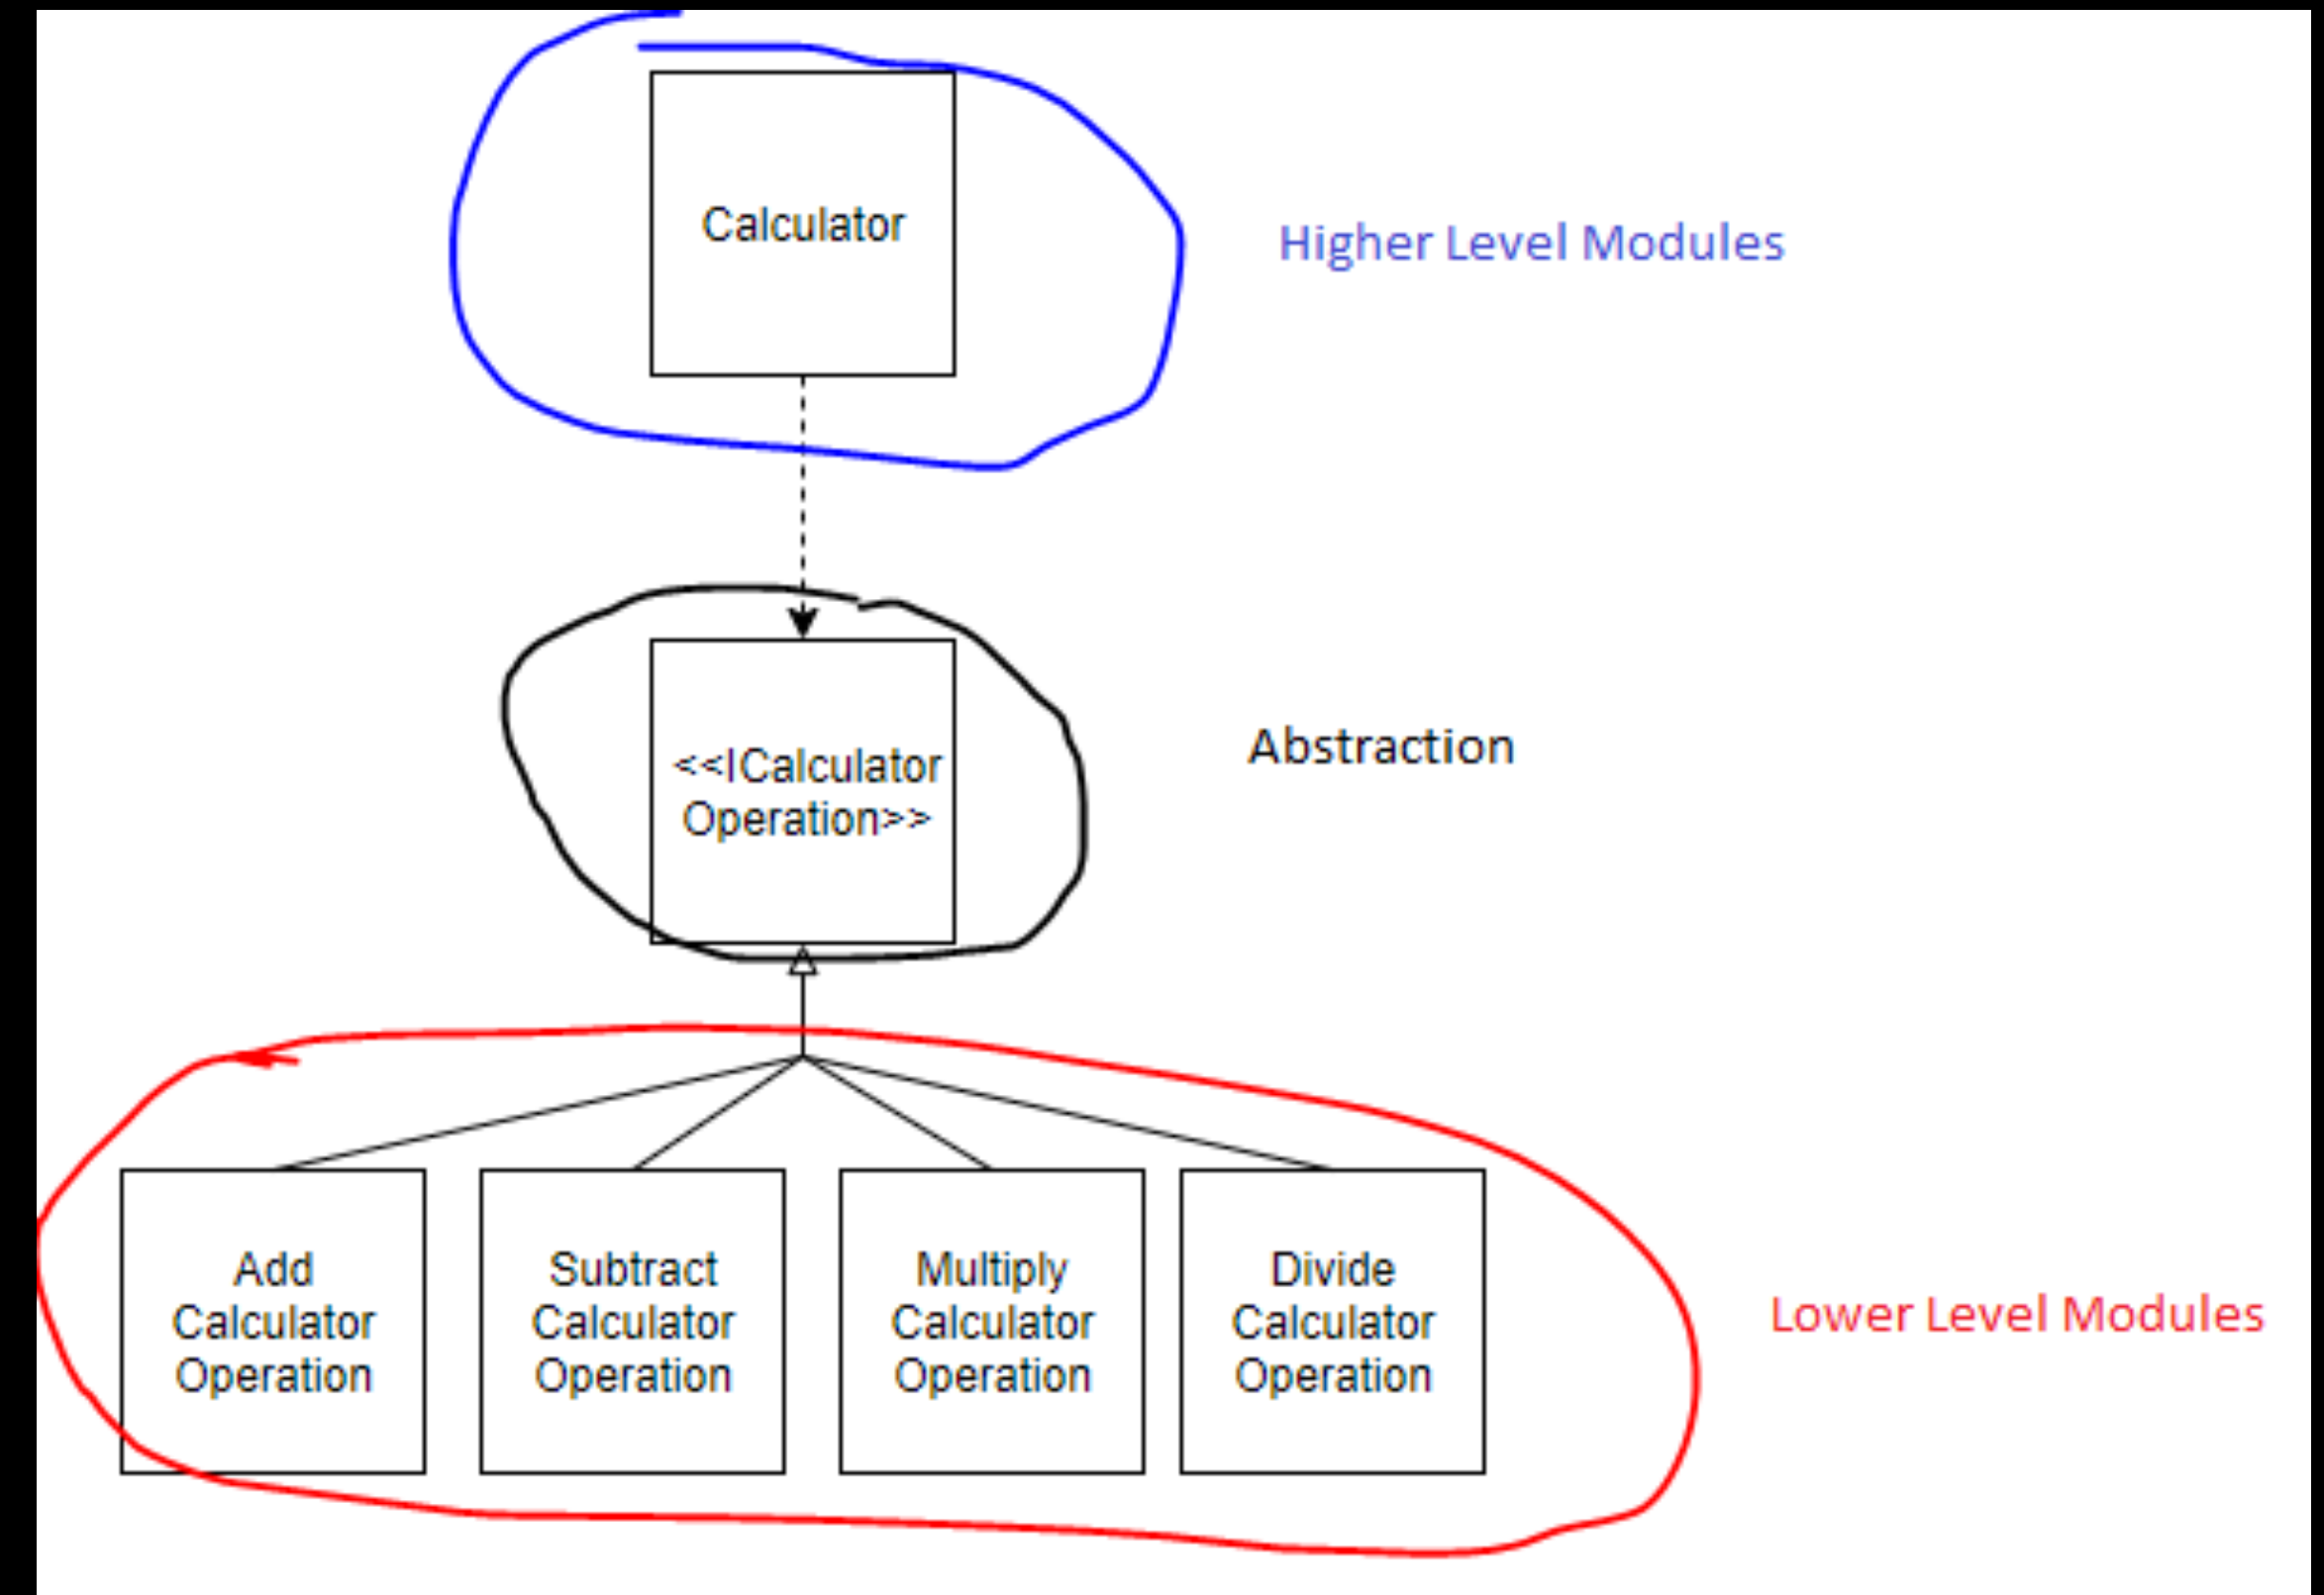 Calculator
Higher Level Modules
<<ICalculator
Operation>>
Abstraction
Add
Calculator
Operation
Subtract
Calculator
Operation
Multiply
Calculator
Operation
Divide
Calculator
Operation
Lower Level Modules